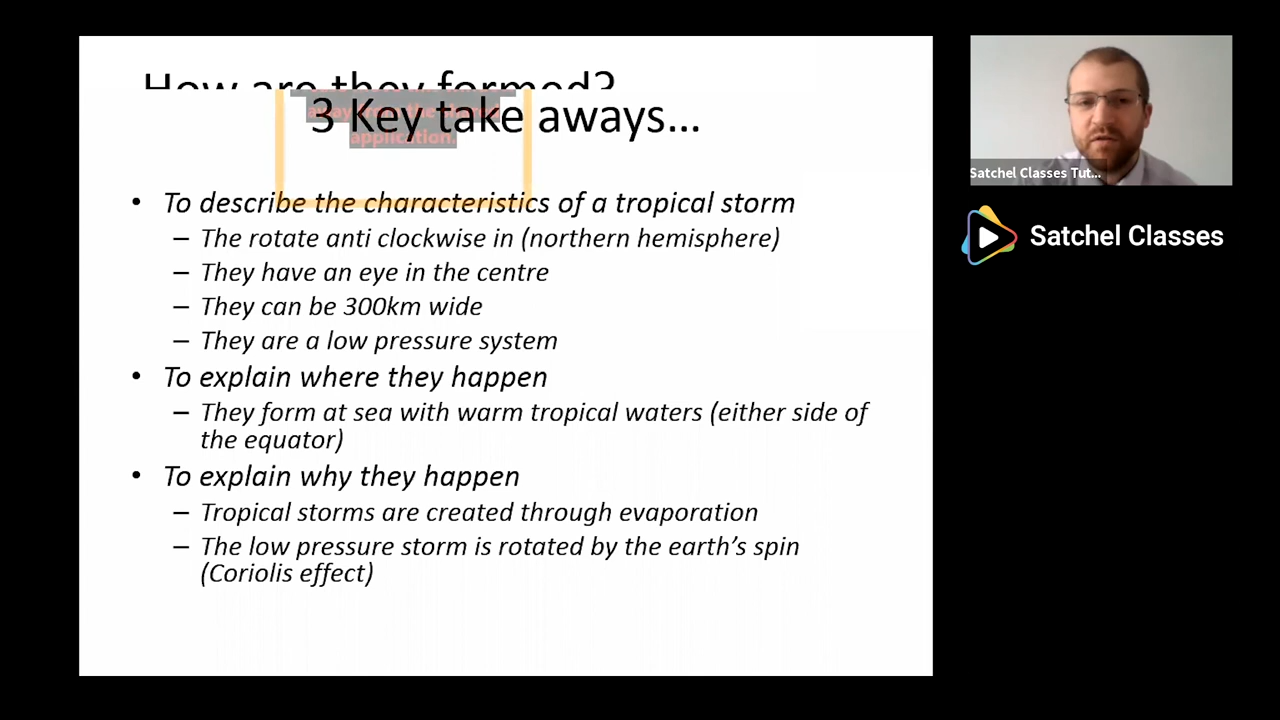 How are they formed?
3 Key take aways...
application.
• To describe the characteristics of a tropical storm
– The rotate anti clockwise in (northern hemisphere)
– They have an eye in the centre
– They can be 300km wide
– They are a low pressure system
• To explain where they happen
– They form at sea with warm tropical waters (either side of
the equator)
• To explain why they happen
– Tropical storms are created through evaporation
– The low pressure storm is rotated by the earth’s spin
(Coriolis effect)
Satchel Classes Tut...
Satchel Classes